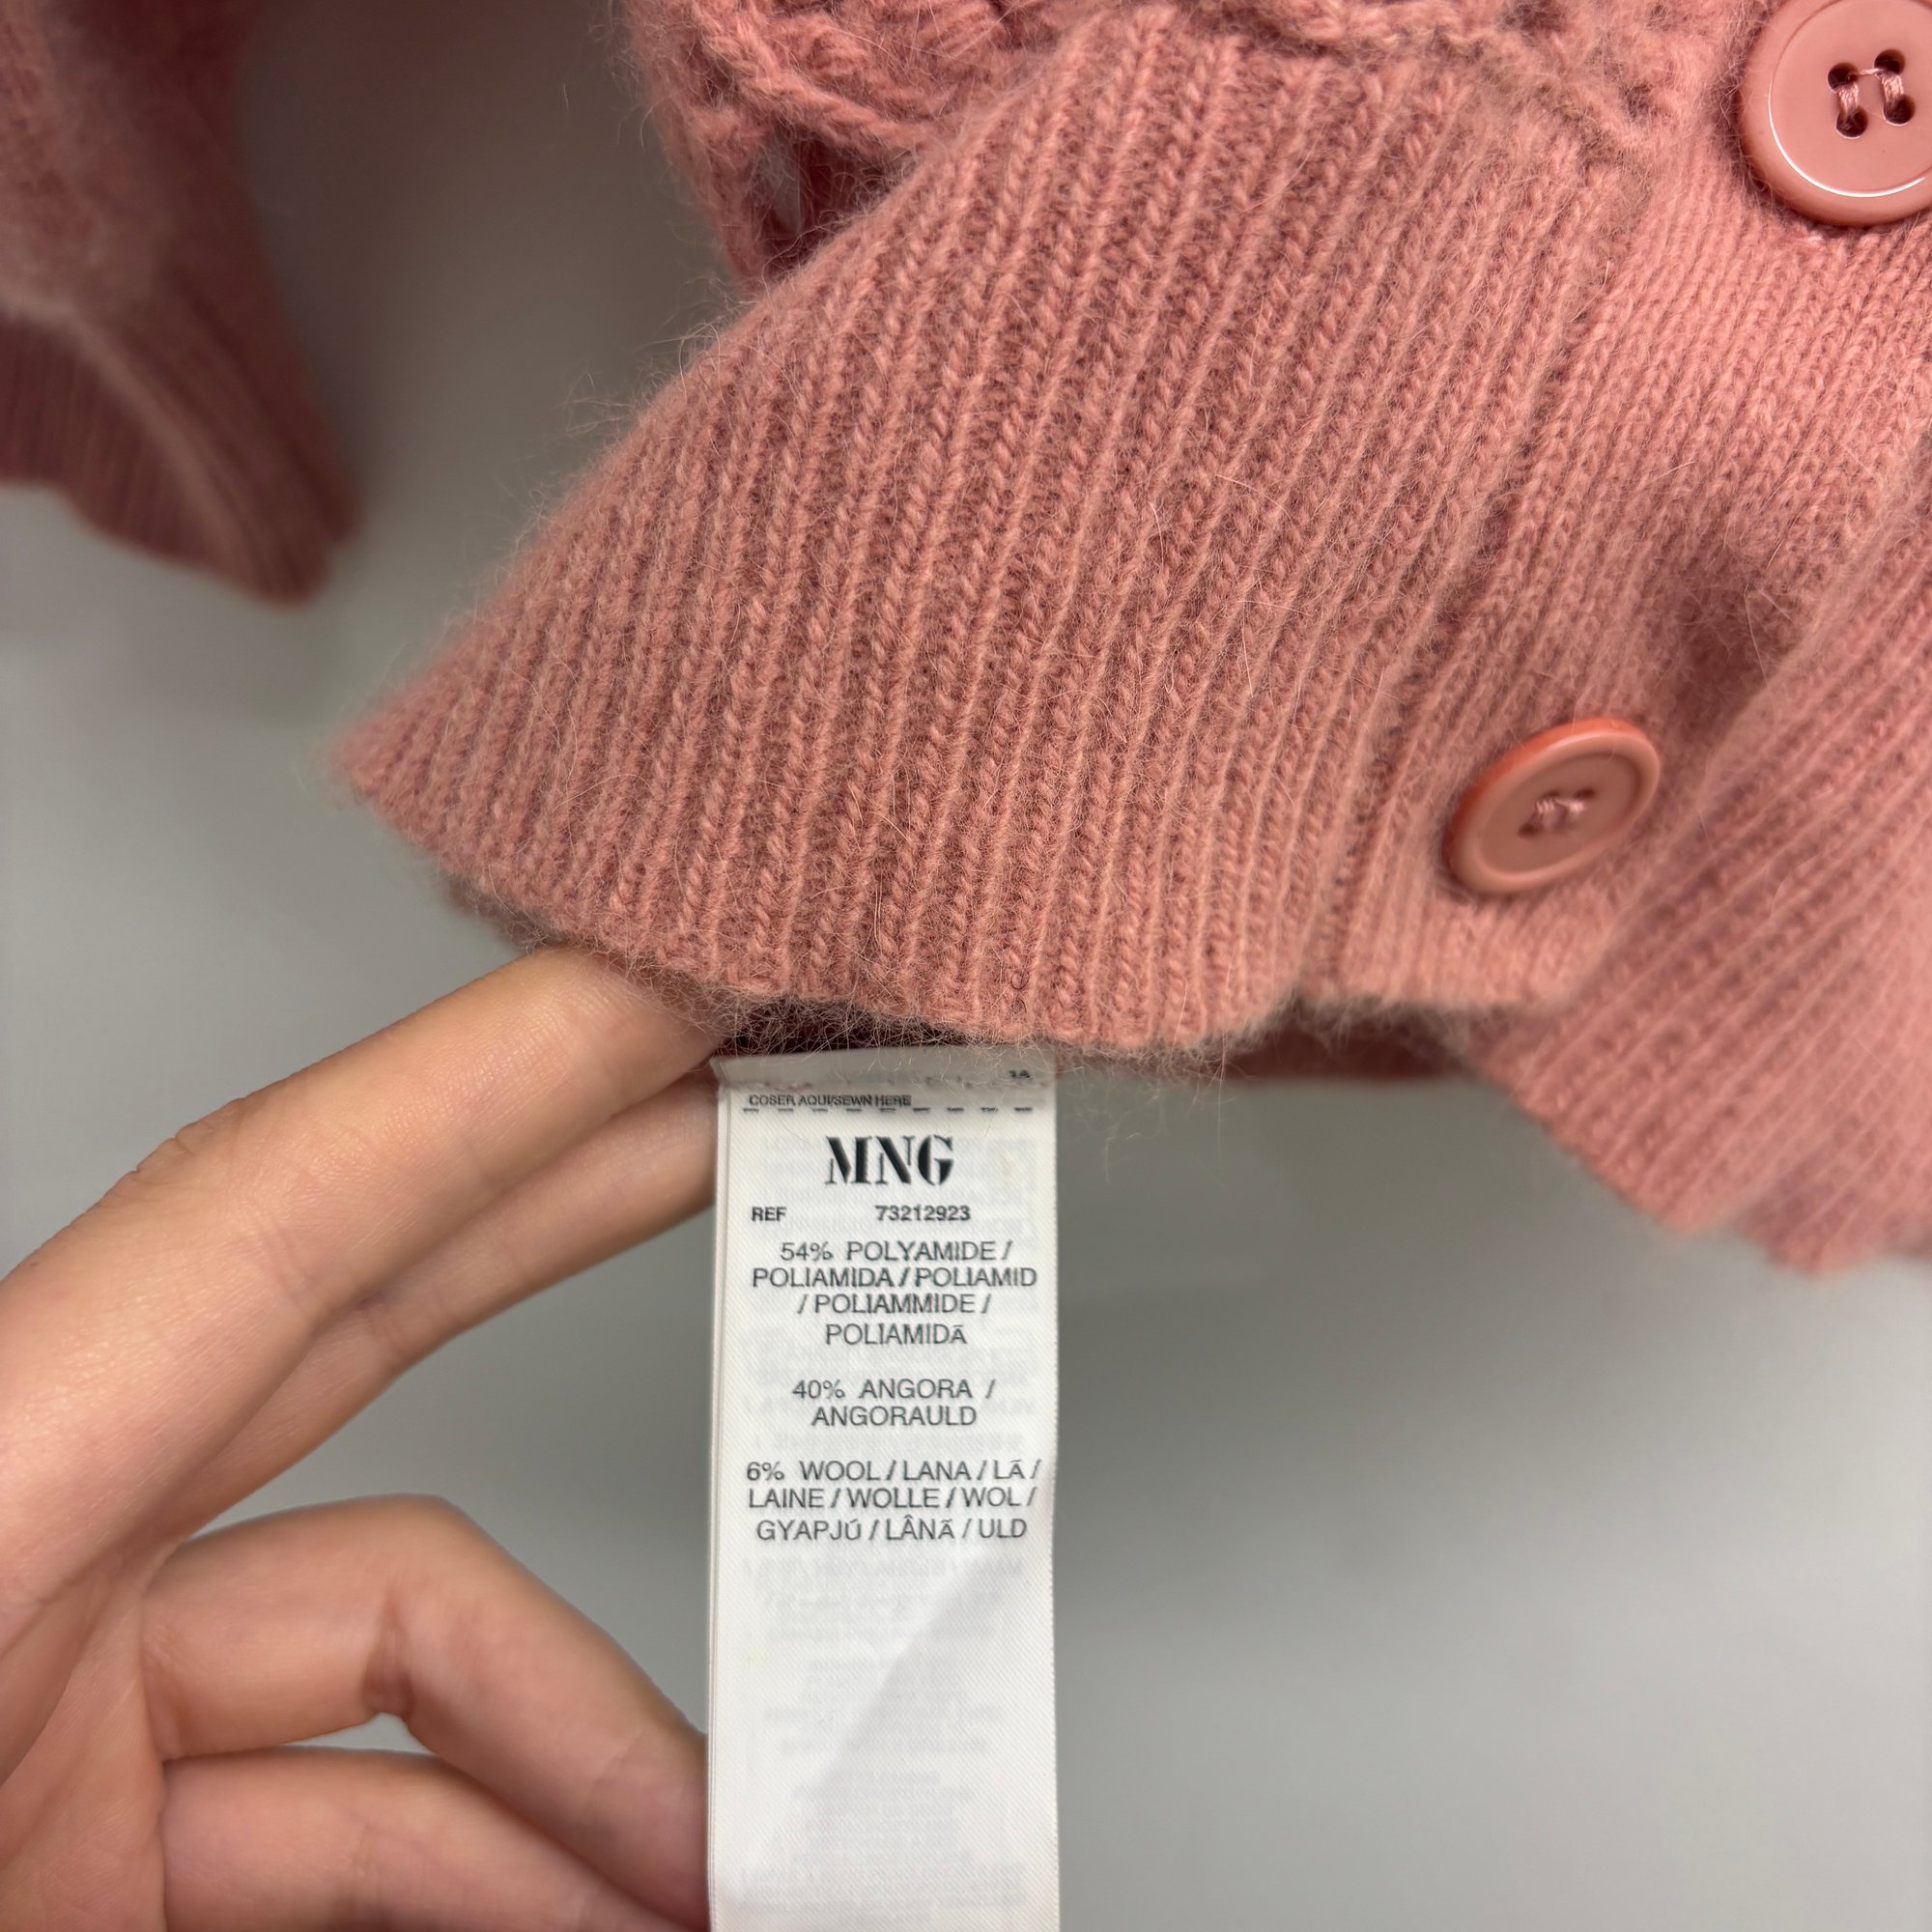 1A
COSER AQUI/SEWN HERE
MNG
REF 73212923
54% POLYAMIDE /
POLIAMIDA / POLIAMID
/ POLIAMMIDE /
POLIAMIDĂ
40% ANGORA /
ANGORAULD
6% WOOL / LANA / LÃ /
LAINE / WOLLE / WOL /
GYAPJÚ / LÂNĂ / ULD